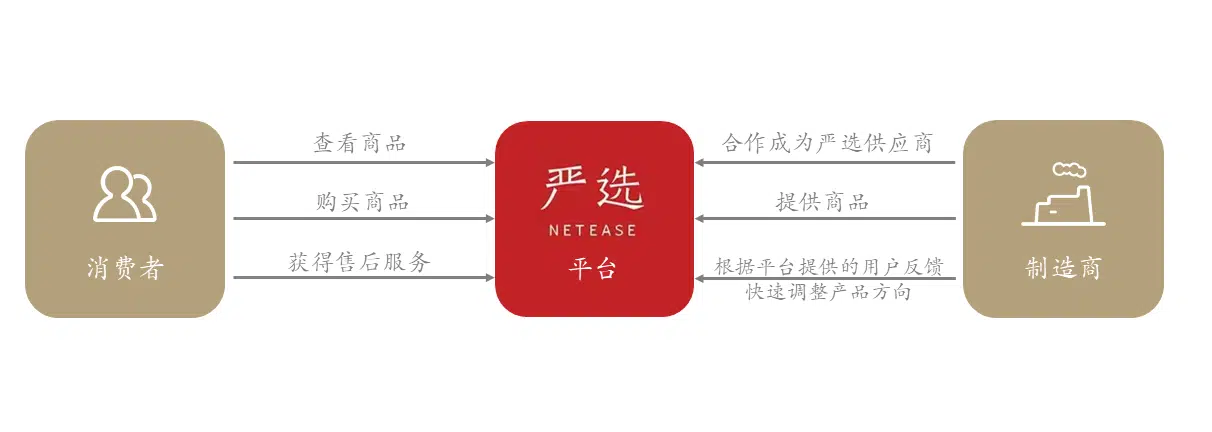 查看商品
合作成为严选供应商
严选
购买商品
提供商品
NETEASE
消费者
获得售后服务
平台
根据平台提供的用户反馈
快速调整产品方向
制造商